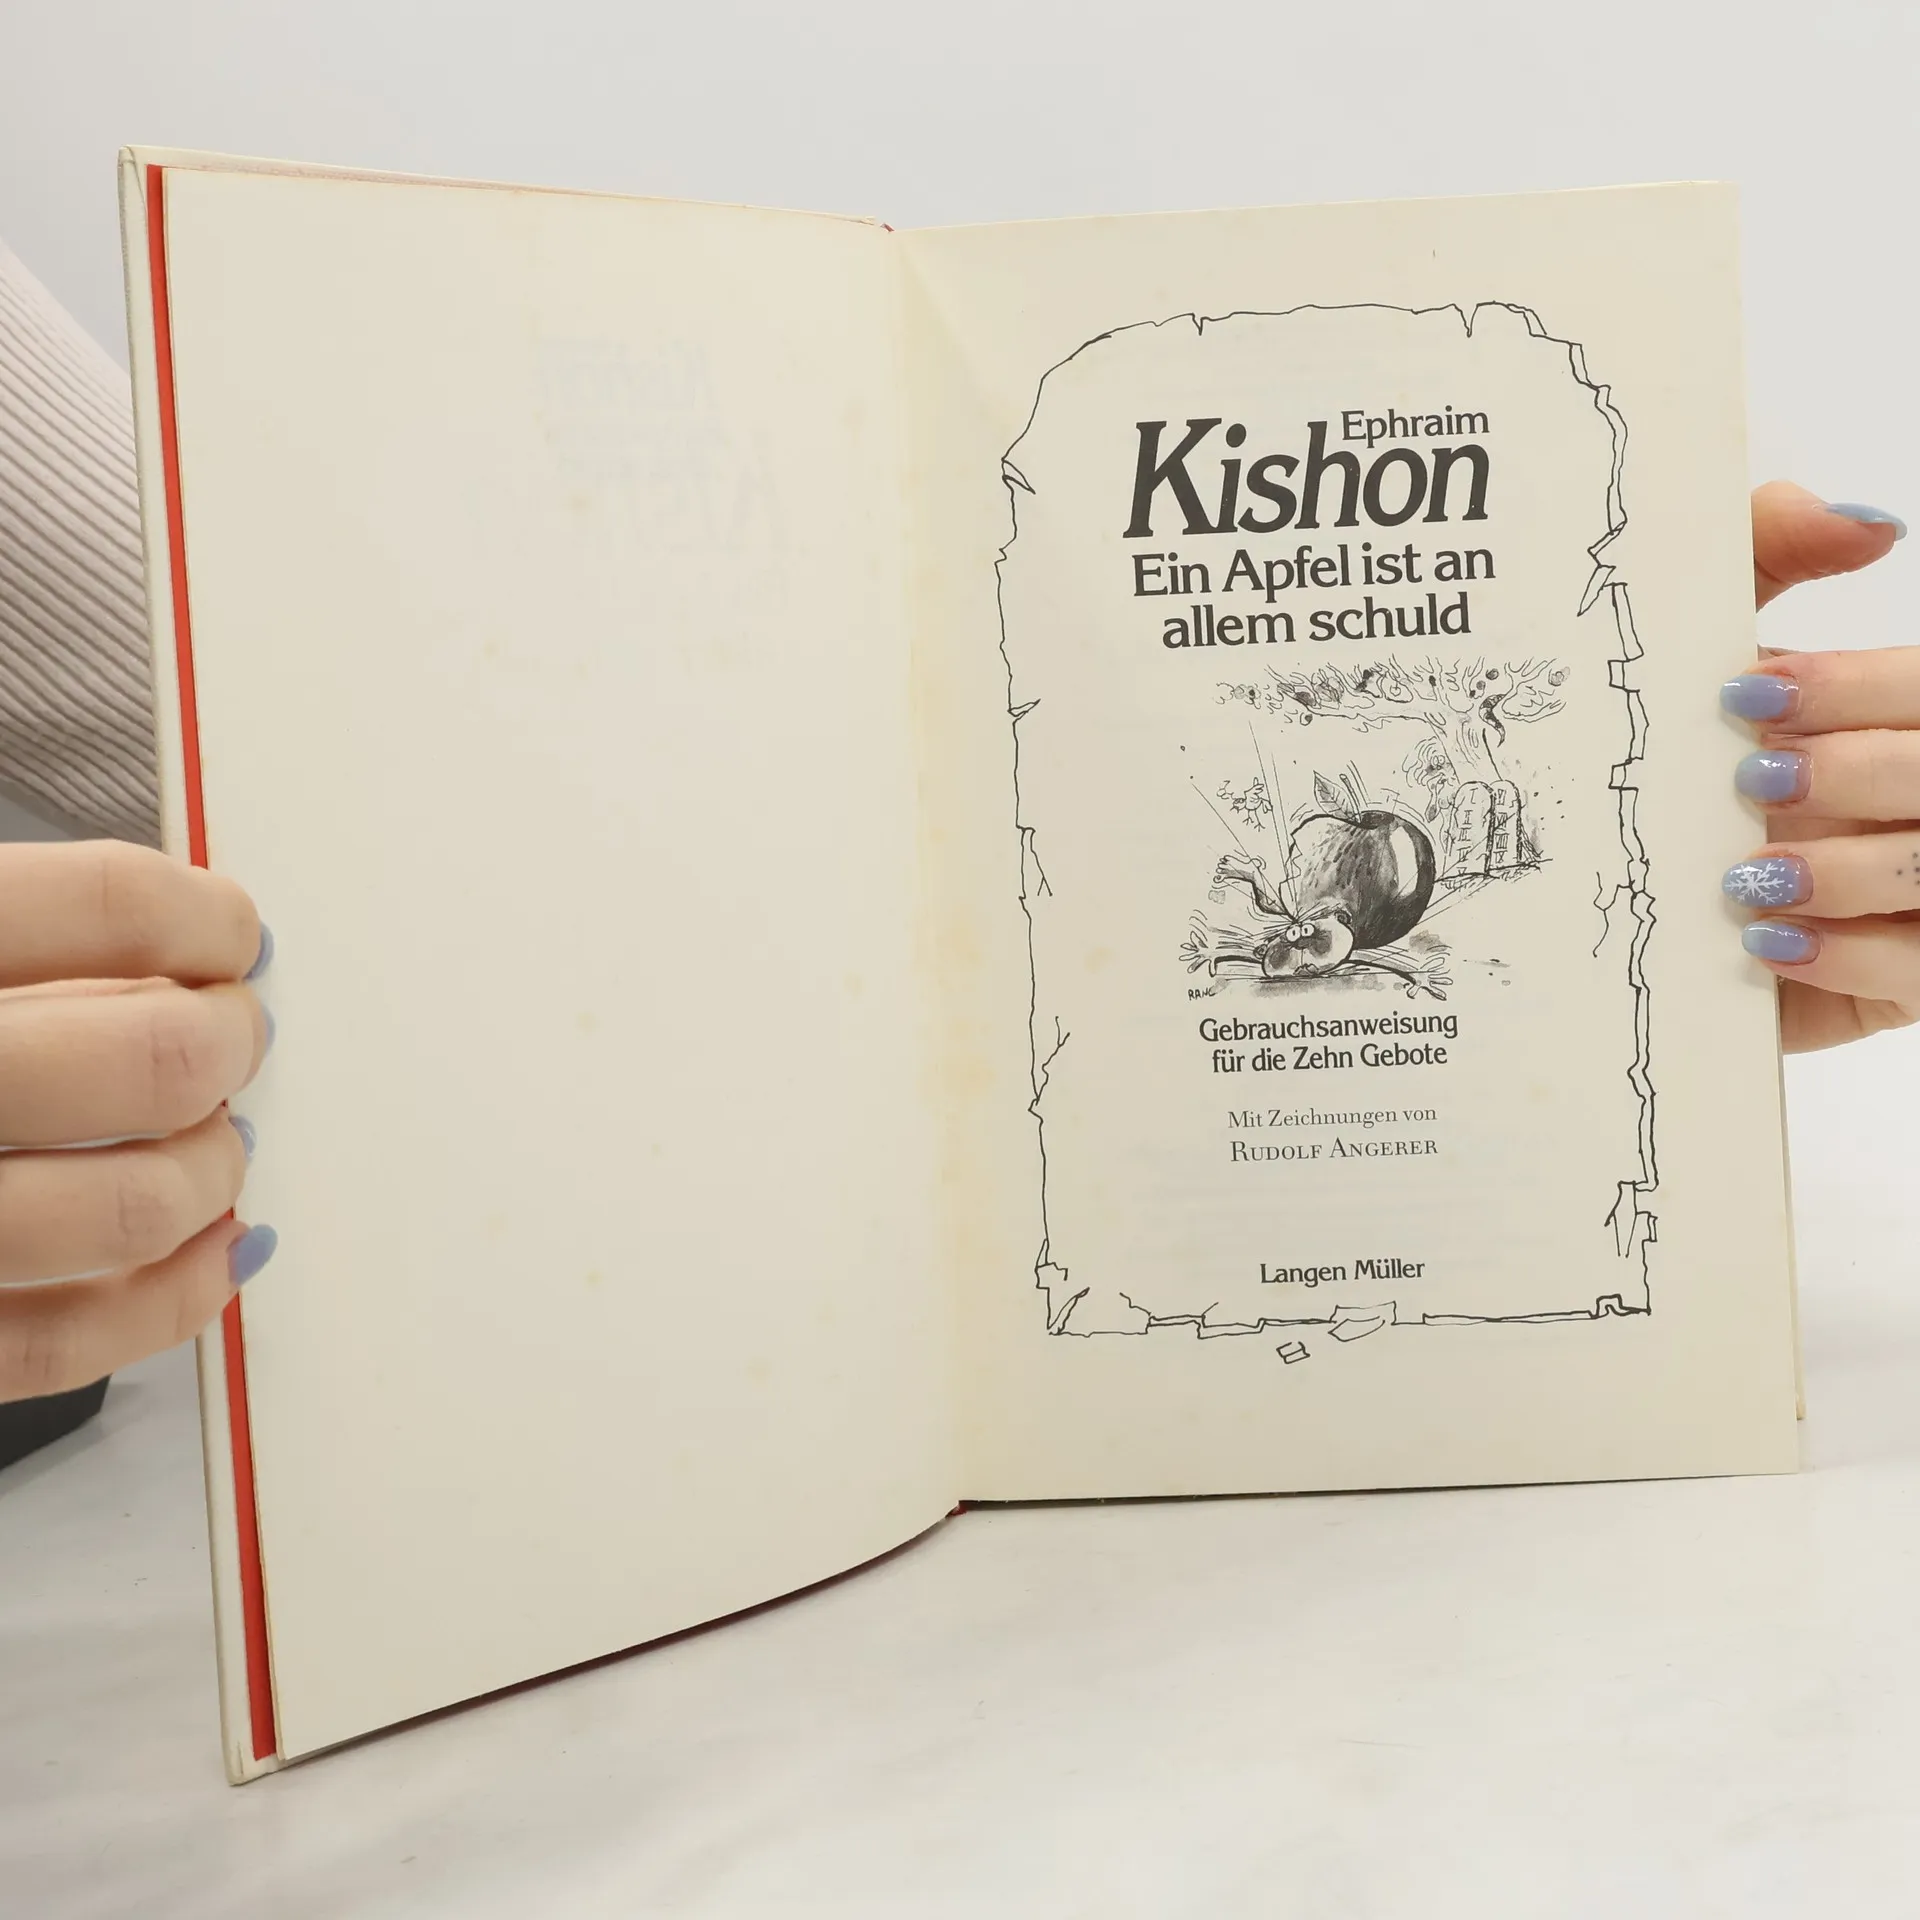 Ephraim
Kishon
Ein Apfel ist an
allem schuld
RANG
Gebrauchsanweisung
für die Zehn Gebote
Mit Zeichnungen von
RUDOLF ANGERER
Langen Müller